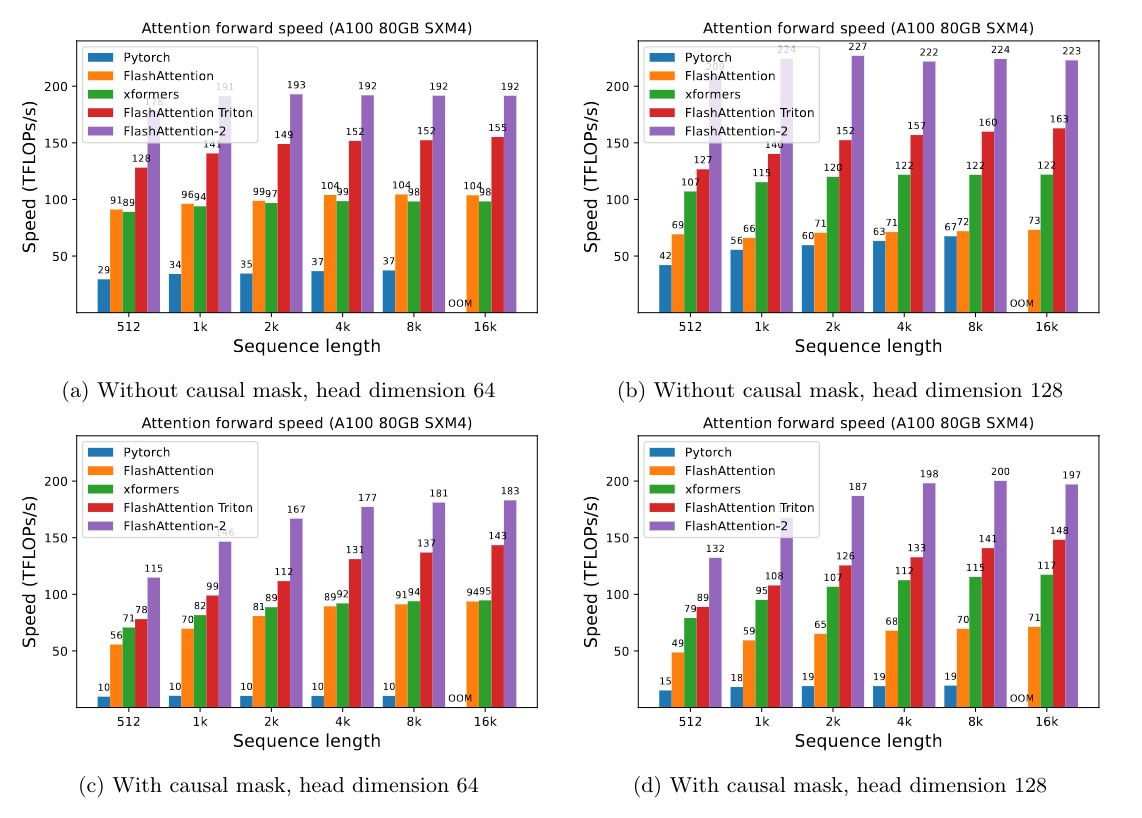 Attention forward speed (A100 80GB SXM4)
Speed (TFLOPs/s)
200
150
100
50
Pytorch
FlashAttention
xformers
FlashAttention Triton
FlashAttention-2
29 91 89 128 178
34 96 94 141 191
35 99 97 149 193
37 104 99 152 192
37 104 98 152 192
OOM 104 98 155 192
512 1k 2k 4k 8k 16k
Sequence length
(a) Without causal mask, head dimension 64
Attention forward speed (A100 80GB SXM4)
Speed (TFLOPs/s)
200
150
100
50
Pytorch
FlashAttention
xformers
FlashAttention Triton
FlashAttention-2
42 69 107 127 209
56 66 115 140 224
60 71 120 152 227
63 71 122 157 222
67 72 122 160 224
OOM 73 122 163 223
512 1k 2k 4k 8k 16k
Sequence length
(b) Without causal mask, head dimension 128
Attention forward speed (A100 80GB SXM4)
Speed (TFLOPs/s)
200
150
100
50
Pytorch
FlashAttention
xformers
FlashAttention Triton
FlashAttention-2
10 56 71 78 115
10 70 82 99 146
10 81 89 112 167
10 89 92 131 177
10 91 94 137 181
OOM 94 95 143 183
512 1k 2k 4k 8k 16k
Sequence length
(c) With causal mask, head dimension 64
Attention forward speed (A100 80GB SXM4)
Speed (TFLOPs/s)
200
150
100
50
Pytorch
FlashAttention
xformers
FlashAttention Triton
FlashAttention-2
15 49 79 89 132
18 59 95 108
19 65 107 126 187
19 68 112 133 198
19 70 115 141 200
OOM 71 117 148 197
512 1k 2k 4k 8k 16k
Sequence length
(d) With causal mask, head dimension 128